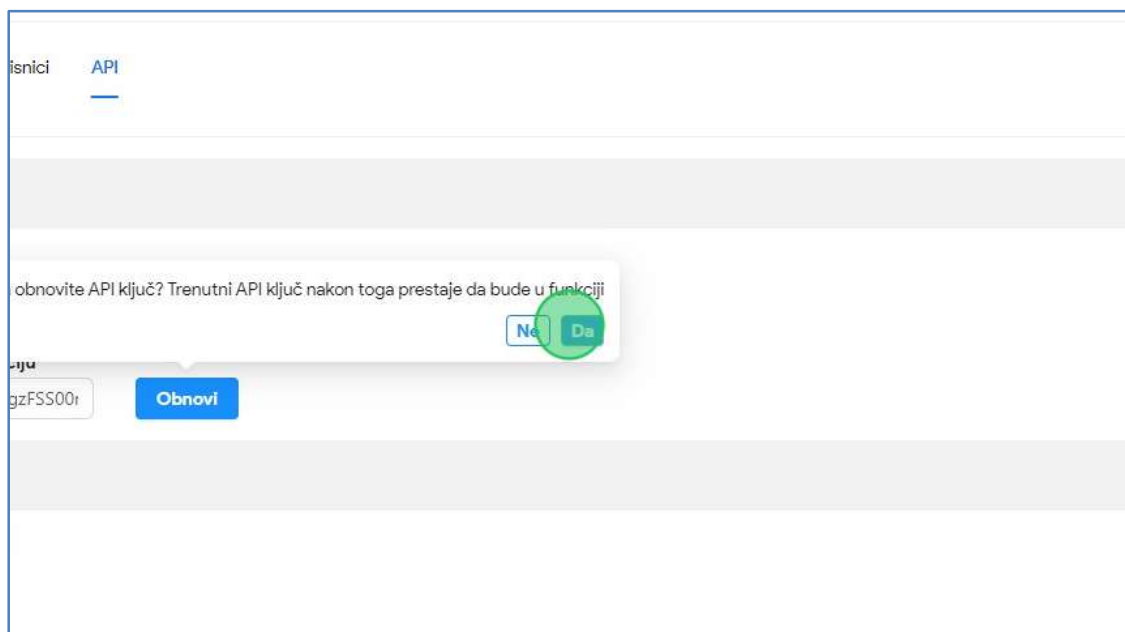 isnici API
obnovite API ključ? Trenutni API ključ nakon toga prestaje da bude u funkciji
Ne Da
ciju
gzFSS00r Obnovi